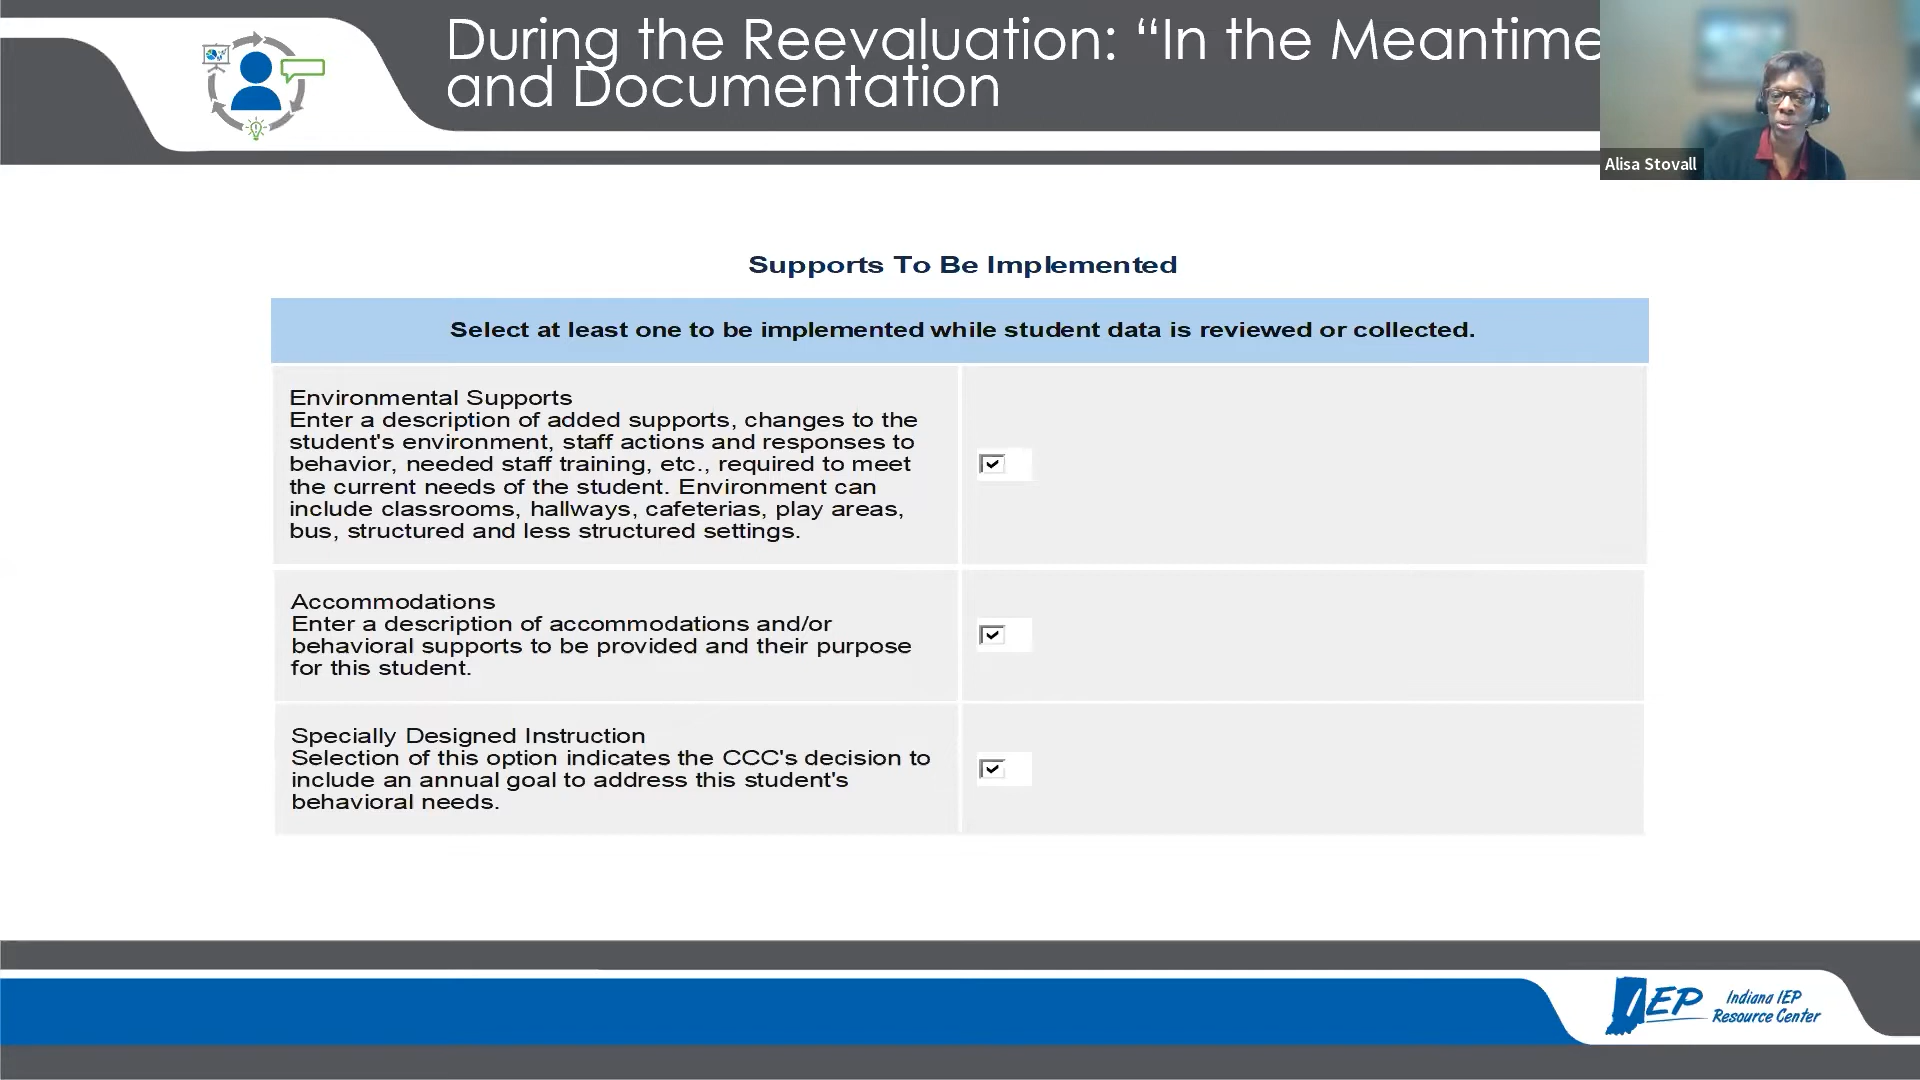 During the Reevaluation: “In the Meantime
and Documentation
Alisa Stovall
Supports To Be Implemented
Select at least one to be implemented while student data is reviewed or collected.
Environmental Supports
Enter a description of added supports, changes to the
student's environment, staff actions and responses to
behavior, needed staff training, etc., required to meet
the current needs of the student. Environment can
include classrooms, hallways, cafeterias, play areas,
bus, structured and less structured settings.
Accommodations
Enter a description of accommodations and/or
behavioral supports to be provided and their purpose
for this student.
Specially Designed Instruction
Selection of this option indicates the CCC's decision to
include an annual goal to address this student's
behavioral needs.
IEP
Indiana IEP
Resource Center